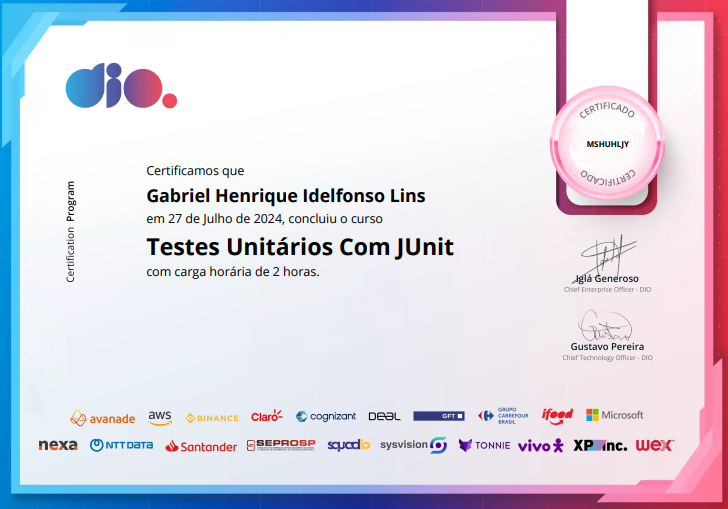 dio.
CERTIFICADO
MSHUHLJY
CERTIFICADO
Certification Program
Certificamos que
Gabriel Henrique Idelfonso Lins
em 27 de Julho de 2024, concluiu o curso
Testes Unitários Com JUnit
com carga horária de 2 horas.
Iglá Generoso
Chief Enterprise Officer - DIO
Gustavo Pereira
Chief Technology Officer - DIO
avanade aws BINANCE Claro cognizant DEAL GFT GRUPO CARREFOUR BRASIL ifood Microsoft
nexa NTT DATA Santander SEPROSP squadio sysvision TONNIE vivo XP inc. wex